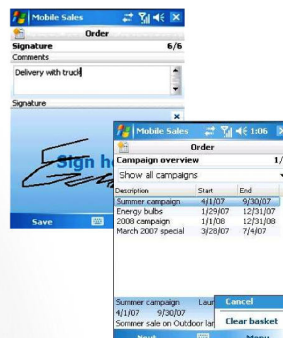 Mobile Sales
Order
Signature 6/6
Comments
Delivery with truck
Signature
Sign
Save
Mobile Sales 1:06
Order
Campaign overview
Show all campaigns
Description Start End
Summer campaign 4/1/07 9/30/07
Energy bulbs 1/29/07 12/31/07
2008 campaign 1/1/08 12/31/08
March 2007 special 3/28/07 7/4/07
Summer campaign
4/1/07 9/30/07
Sommer sale on Outdoor
Cancel
Clear basket
Next Menu